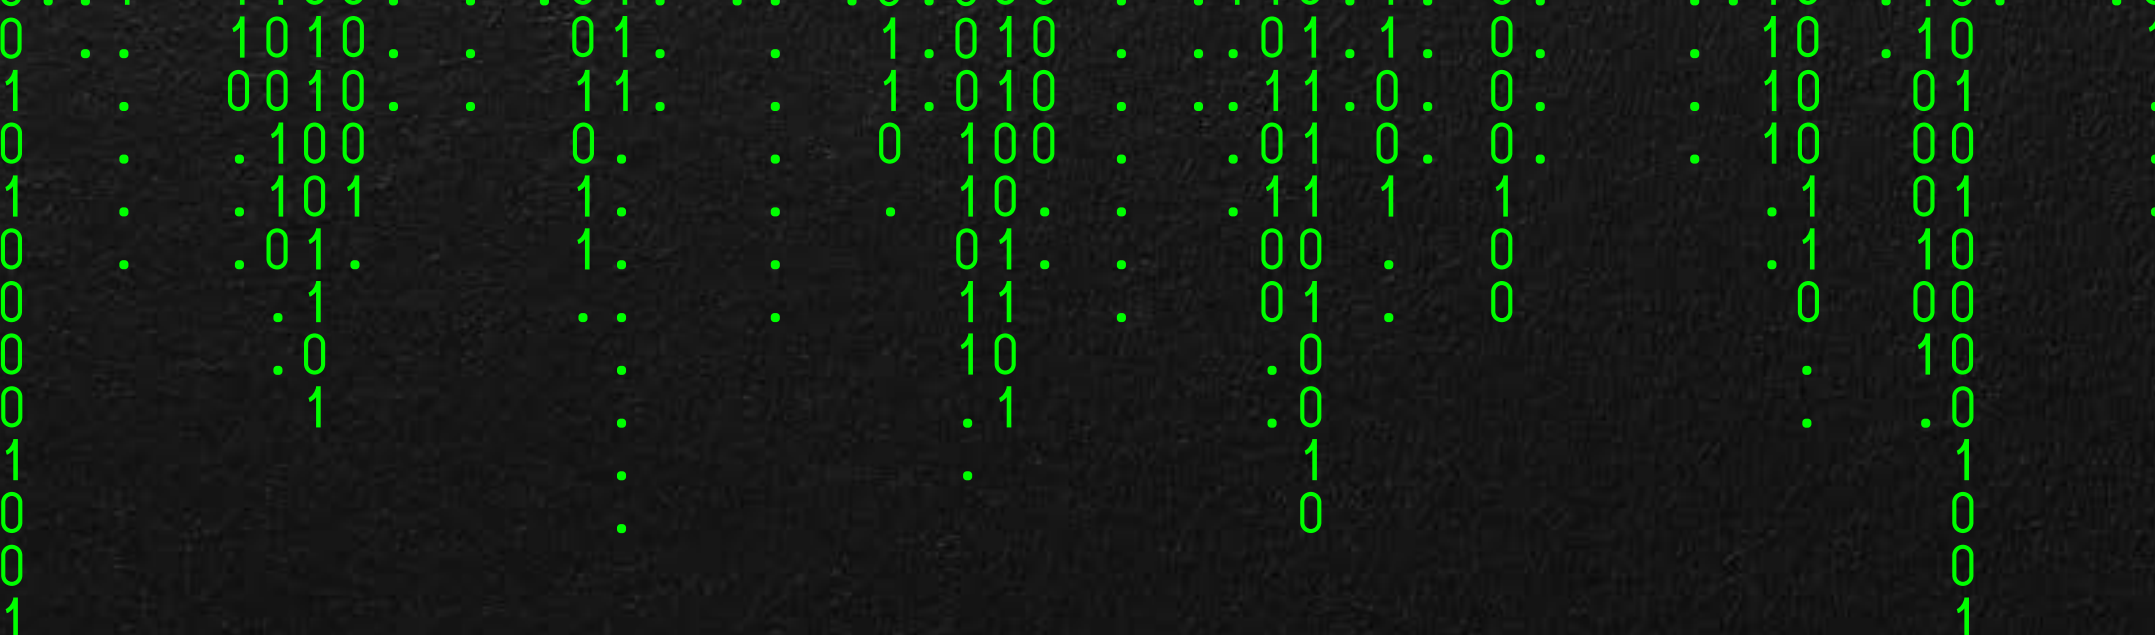 0 .. 1010. . 01. . 1.010 . ..01.1. 0. . 10 .10
1 . 0010. . 11. . 1.010 . ..11.0. 0. . 10 01 .
0 . .100 0. . 0 100 . .01 0. 0. . 10 00 .
1 . .101 1. . . 10. . .11 1 1 .1 01 .
0 . .01. 1. . 01. . 00 . 0 .1 10
0 .1 .. . 11 . 01 . 0 0 00
0 .0 . 10 .0 . 10
0 1 . .1 .0 . .0
1 . . 1 1
0 . 0 0
0 0
1 1